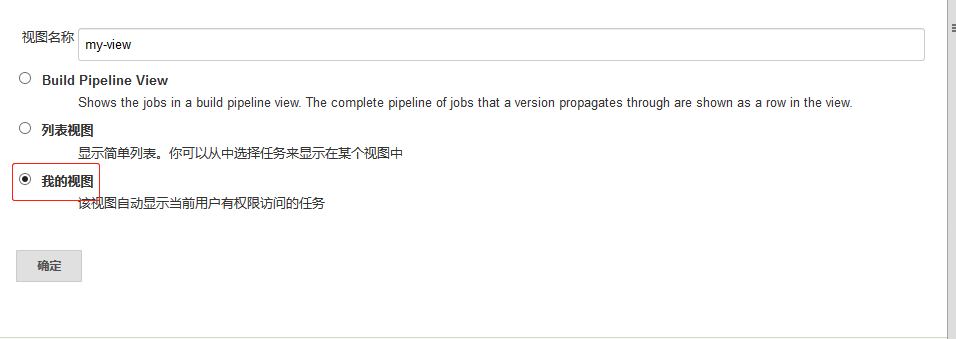 视图名称 my-view
Build Pipeline View
Shows the jobs in a build pipeline view. The complete pipeline of jobs that a version propagates through are shown as a row in the view.
列表视图
显示简单列表。你可以从中选择任务来显示在某个视图中
我的视图
该视图自动显示当前用户有权限访问的任务
确定